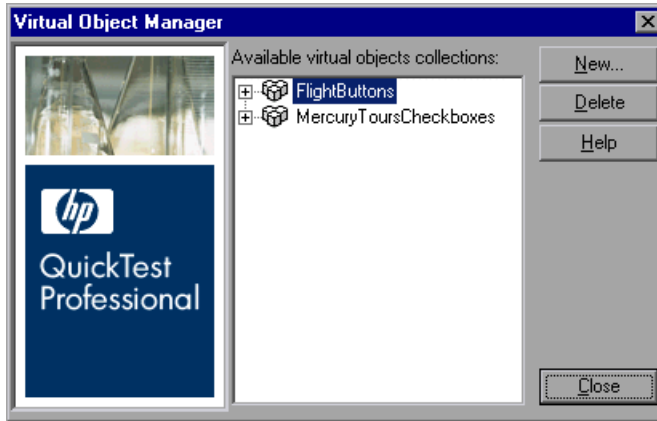 Virtual Object Manager
Available virtual objects collections:
FlightButtons
MercuryToursCheckboxes
New...
Delete
Help
hp
QuickTest
Professional
Close